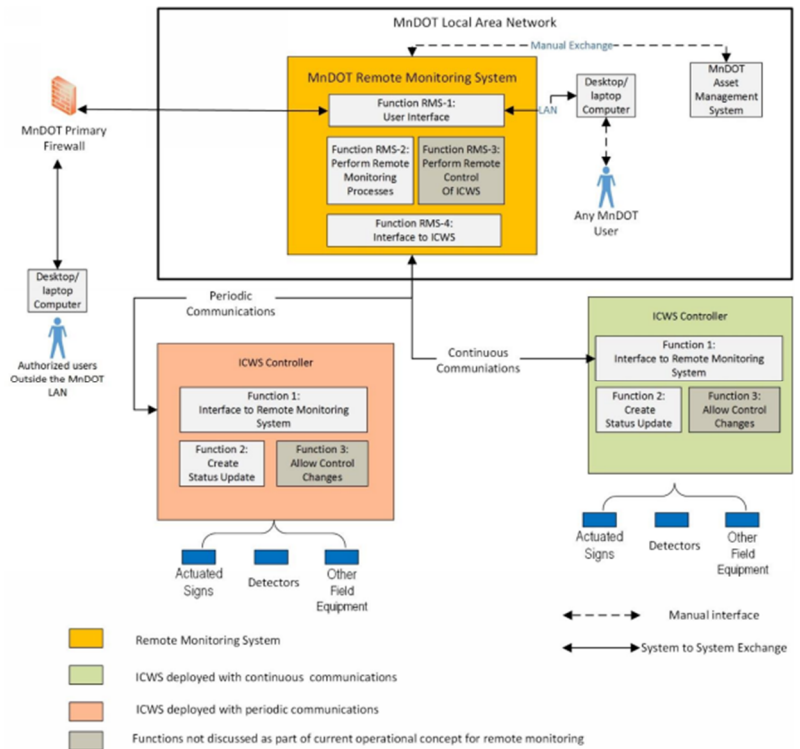 MnDOT Local Area Network
Manual Exchange
MnDOT Remote Monitoring System
Function RMS-1:
User Interface
Function RMS-2:
Perform Remote
Monitoring
Processes
Function RMS-3:
Perform Remote
Control
Of ICWS
Function RMS-4:
Interface to ICWS
LAN
Desktop/
laptop
Computer
MnDOT
Asset
Management
System
Any MnDOT
User
MnDOT Primary
Firewall
Desktop/
laptop
Computer
Authorized users
Outside the MnDOT
LAN
Periodic
Communications
Continuous
Communiations
ICWS Controller
Function 1:
Interface to Remote Monitoring
System
Function 2:
Create
Status Update
Function 3:
Allow Control
Changes
Actuated
Signs
Detectors
Other
Field
Equipment
ICWS Controller
Function 1:
Interface to Remote Monitoring
System
Function 2:
Create
Status Update
Function 3:
Allow Control
Changes
Actuated
Signs
Detectors
Other
Field
Equipment
Manual interface
System to System Exchange
Remote Monitoring System
ICWS deployed with continuous communications
ICWS deployed with periodic communications
Functions not discussed as part of current operational concept for remote monitoring